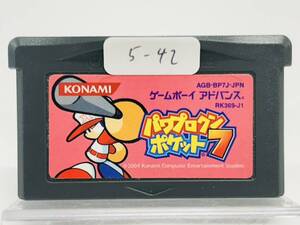 5-42
KONAMI
AGB-BP7J-JPN
ゲームボーイ アドバンス®
RK369-J1
パワプロクン
ポケット7
©2004 Konami Computer Entertainment Studios